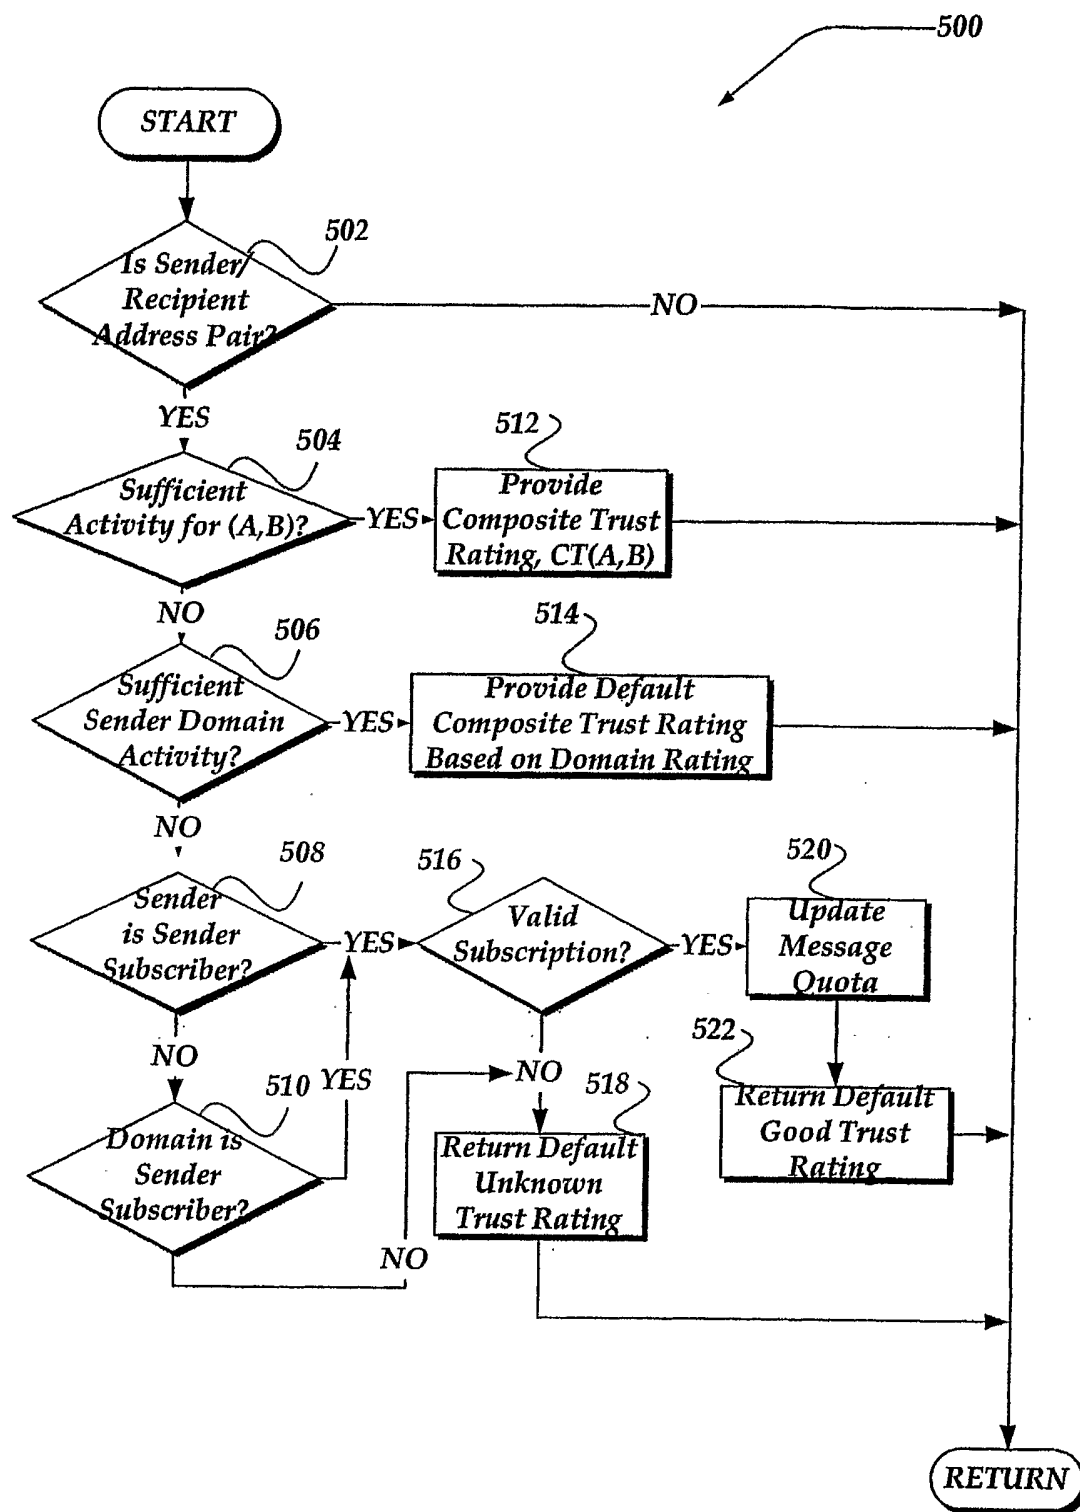 500
START
502
Is Sender/
Recipient
Address Pair?
NO
YES
504
Sufficient
Activity for (A,B)?
YES
512
Provide
Composite Trust
Rating, CT(A,B)
NO
506
Sufficient
Sender Domain
Activity?
YES
514
Provide Default
Composite Trust Rating
Based on Domain Rating
NO
508
Sender
is Sender
Subscriber?
YES
516
Valid
Subscription?
YES
520
Update
Message
Quota
NO
510
YES
Domain is
Sender
Subscriber?
NO
NO
518
Return Default
Unknown
Trust Rating
522
Return Default
Good Trust
Rating
RETURN